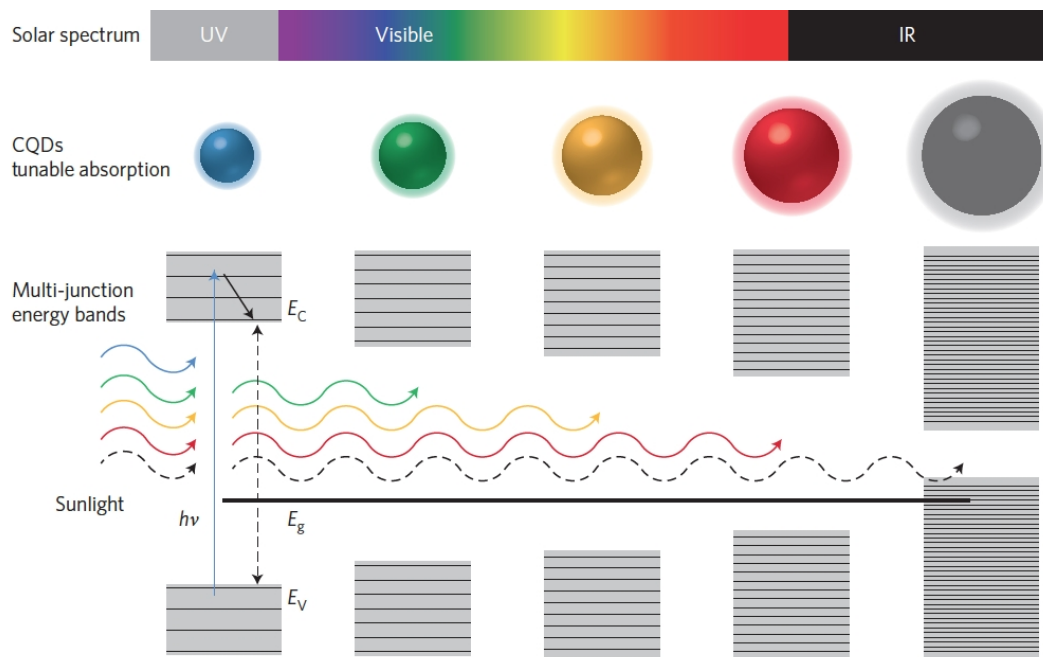 Solar spectrum
UV
Visible
IR
CQDs
tunable absorption
Multi-junction
energy bands
E_C
Sunlight
hν
E_g
E_V